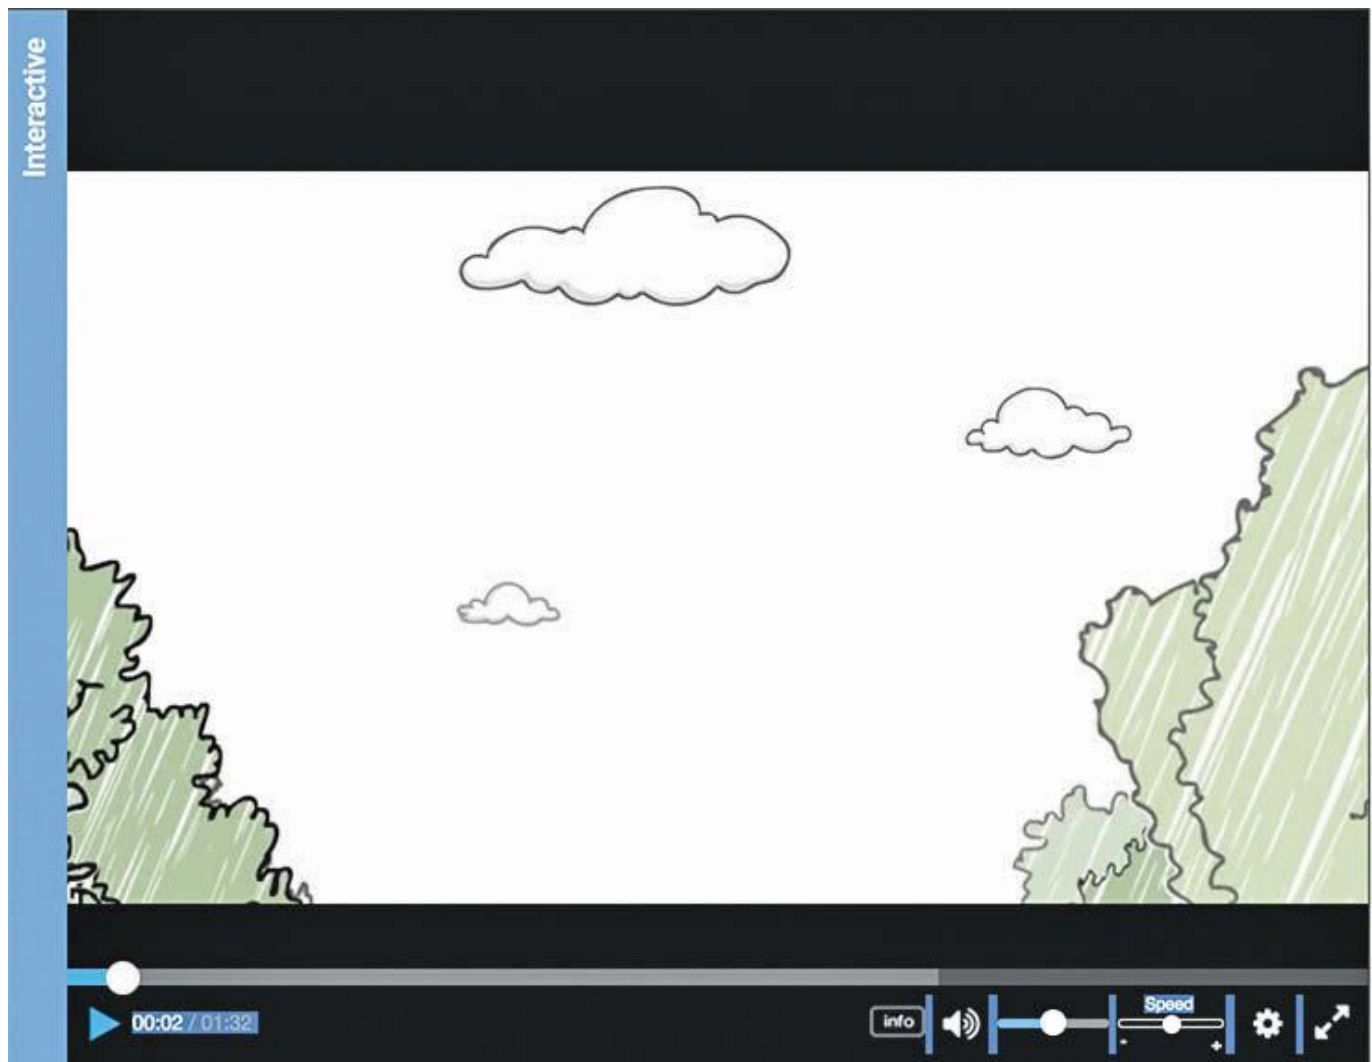 Interactive
00:02 / 01:32
info
Speed
- +